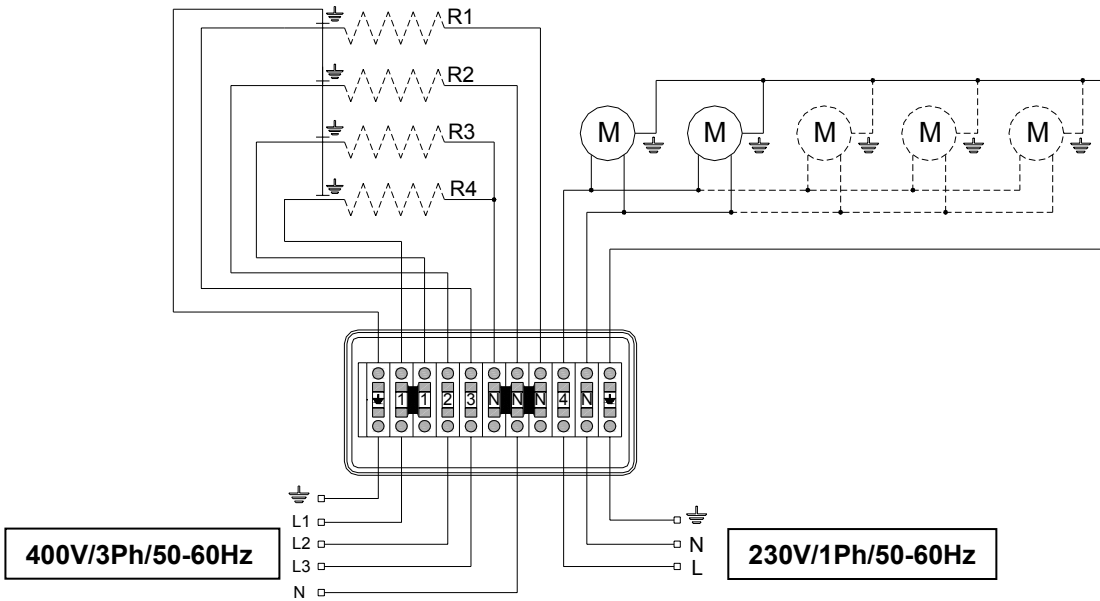 R1
R2
R3
R4
M M M M M
1 1 2 3 N N N 4 N
L1
L2
L3
N
400V/3Ph/50-60Hz
N
L
230V/1Ph/50-60Hz